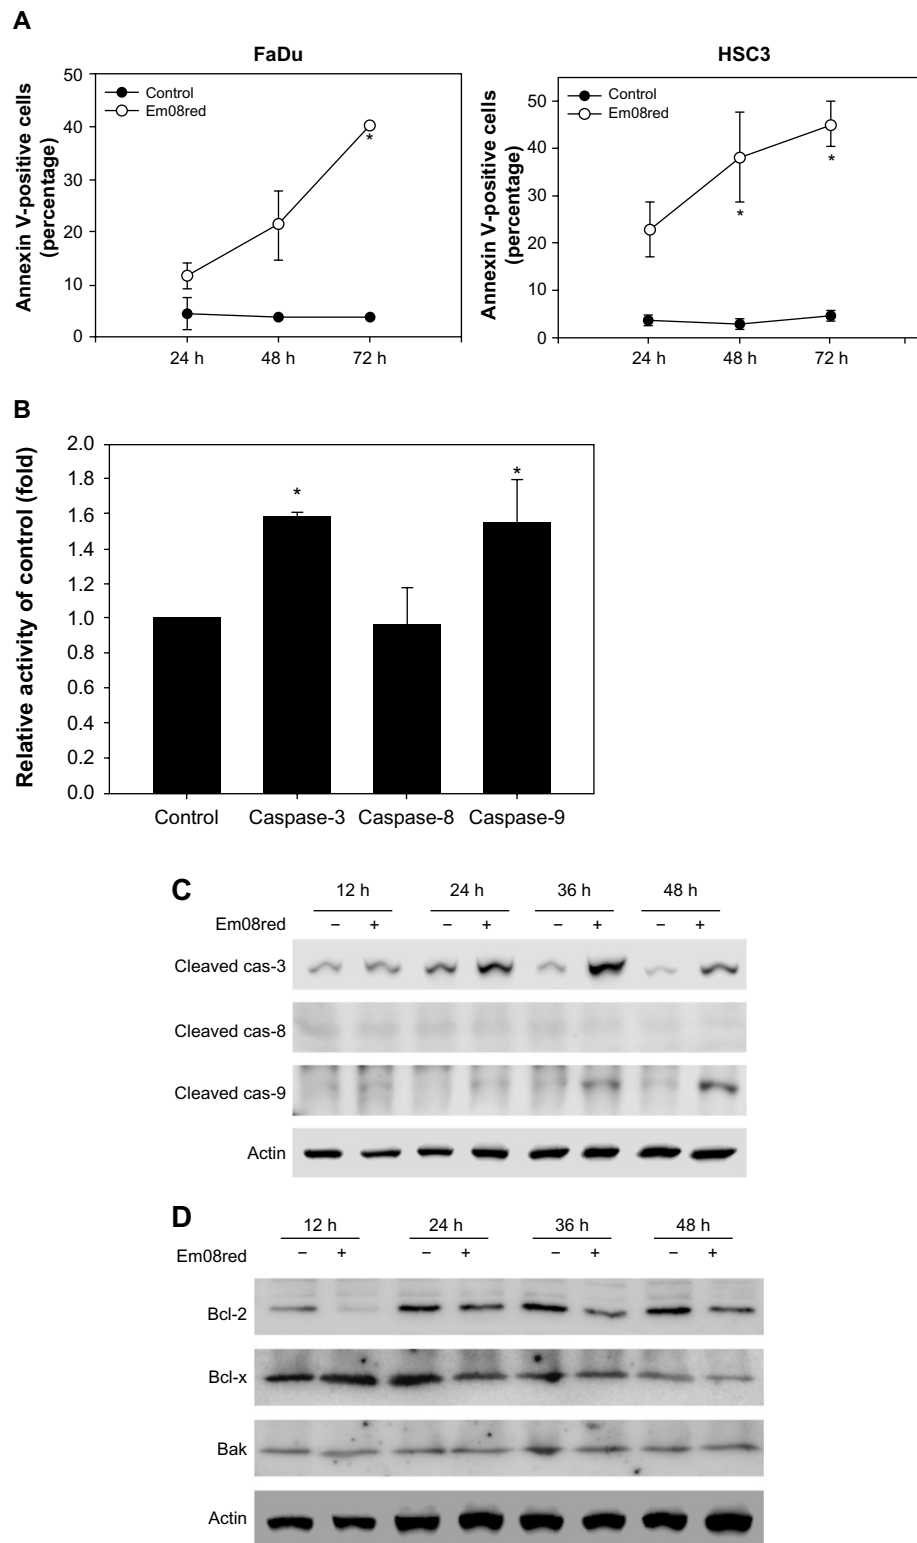 A
FaDu
HSC3
Annexin V-positive cells
(percentage)
50
40
30
20
10
0
Control
Em08red
*
24 h 48 h 72 h
Annexin V-positive cells
(percentage)
50
40
30
20
10
0
Control
Em08red
* *
24 h 48 h 72 h
B
Relative activity of control (fold)
2.0
1.8
1.6
1.4
1.2
1.0
0.8
0.6
0.4
0.2
0.0
* *
Control Caspase-3 Caspase-8 Caspase-9
C
12 h 24 h 36 h 48 h
Em08red − + − + − + − +
Cleaved cas-3
Cleaved cas-8
Cleaved cas-9
Actin
D
12 h 24 h 36 h 48 h
Em08red − + − + − + − +
Bcl-2
Bcl-x
Bak
Actin